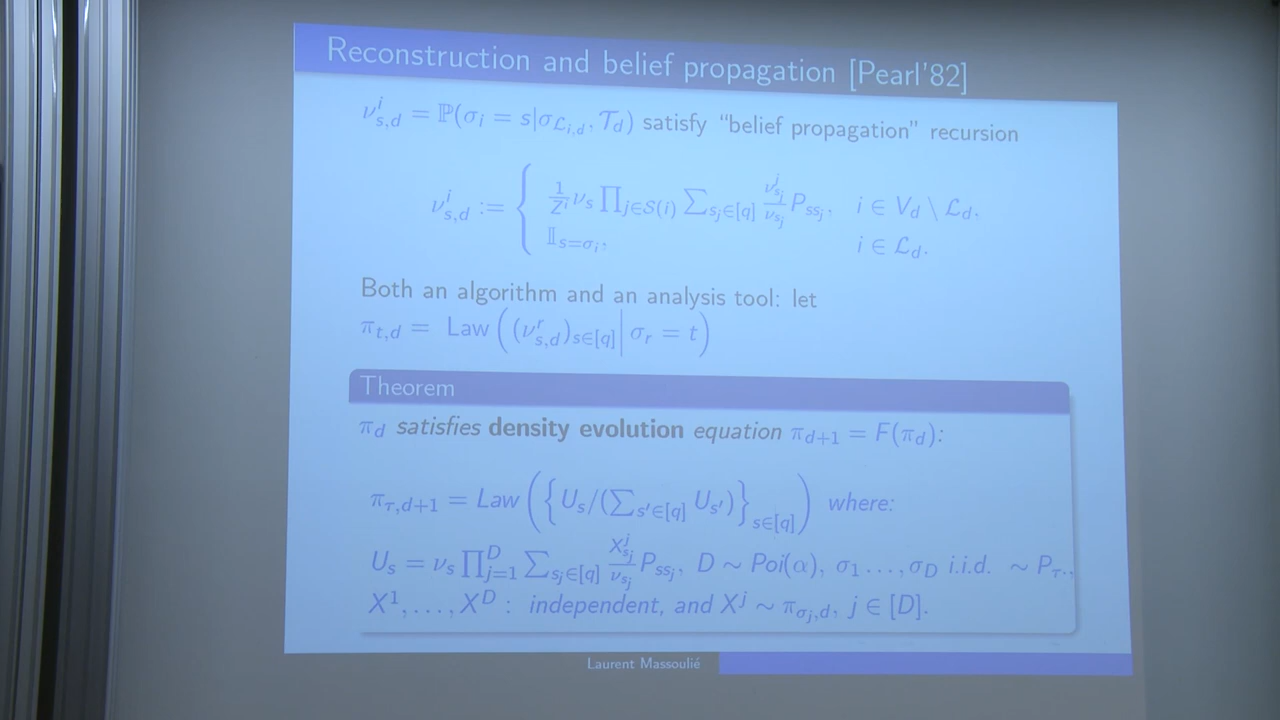 Reconstruction and belief propagation [Pearl'82]
ν^i_{s,d} = ℙ(σ_i = s|σ_{ℒ_{i,d}}, 𝒯_d) satisfy “belief propagation” recursion
ν^i_{s,d} := { 1/Z^i ν_s ∏_{j∈𝒮(i)} ∑_{s_j∈[q]} ν^j_{s_j}/ν_{s_j} P_{ss_j}, i ∈ V_d \ ℒ_d.
𝕀_{s=σ_i}, i ∈ ℒ_d.
Both an algorithm and an analysis tool: let
π_{t,d} = Law ((ν^r_{s,d})_{s∈[q]} | σ_r = t)
Theorem
π_d satisfies density evolution equation π_{d+1} = F(π_d):
π_{τ,d+1} = Law ({U_s/(∑_{s'∈[q]} U_{s'})}_{s∈[q]}) where:
U_s = ν_s ∏_{j=1}^D ∑_{s_j∈[q]} X^j_{s_j}/ν_{s_j} P_{ss_j}, D ∼ Poi(α), σ_1 …, σ_D i.i.d. ∼ P_{τ·},
X^1, …, X^D : independent, and X^j ∼ π_{σ_j,d}, j ∈ [D].
Laurent Massoulié